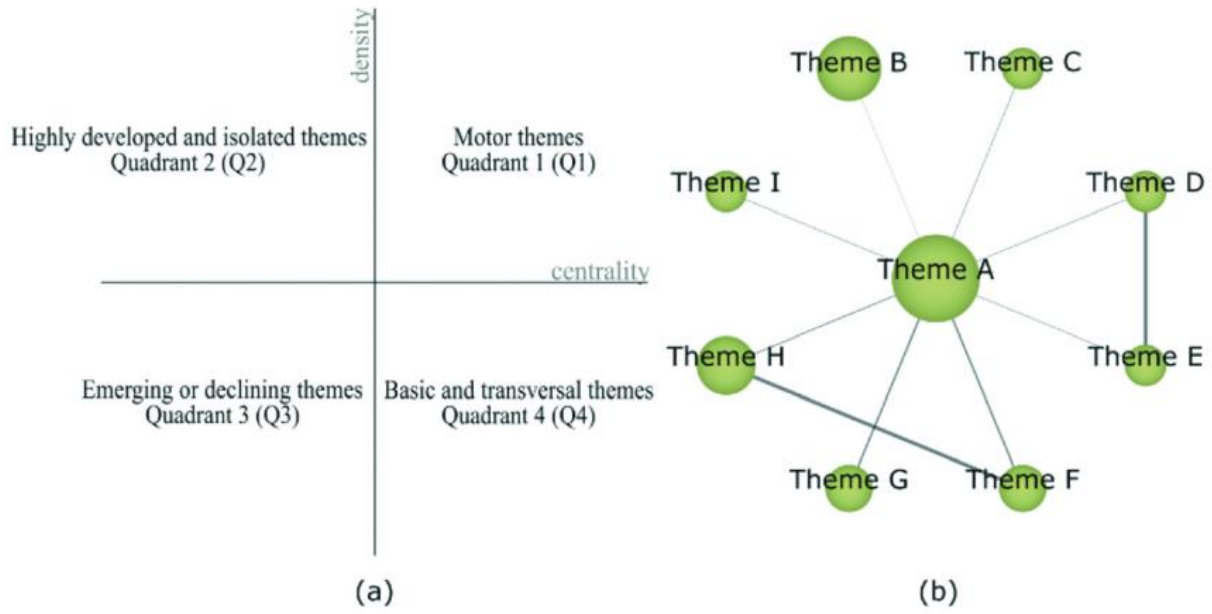 density
Highly developed and isolated themes
Quadrant 2 (Q2)
Motor themes
Quadrant 1 (Q1)
centrality
Emerging or declining themes
Quadrant 3 (Q3)
Basic and transversal themes
Quadrant 4 (Q4)
(a)
Theme B
Theme C
Theme I
Theme D
Theme A
Theme H
Theme E
Theme G
Theme F
(b)